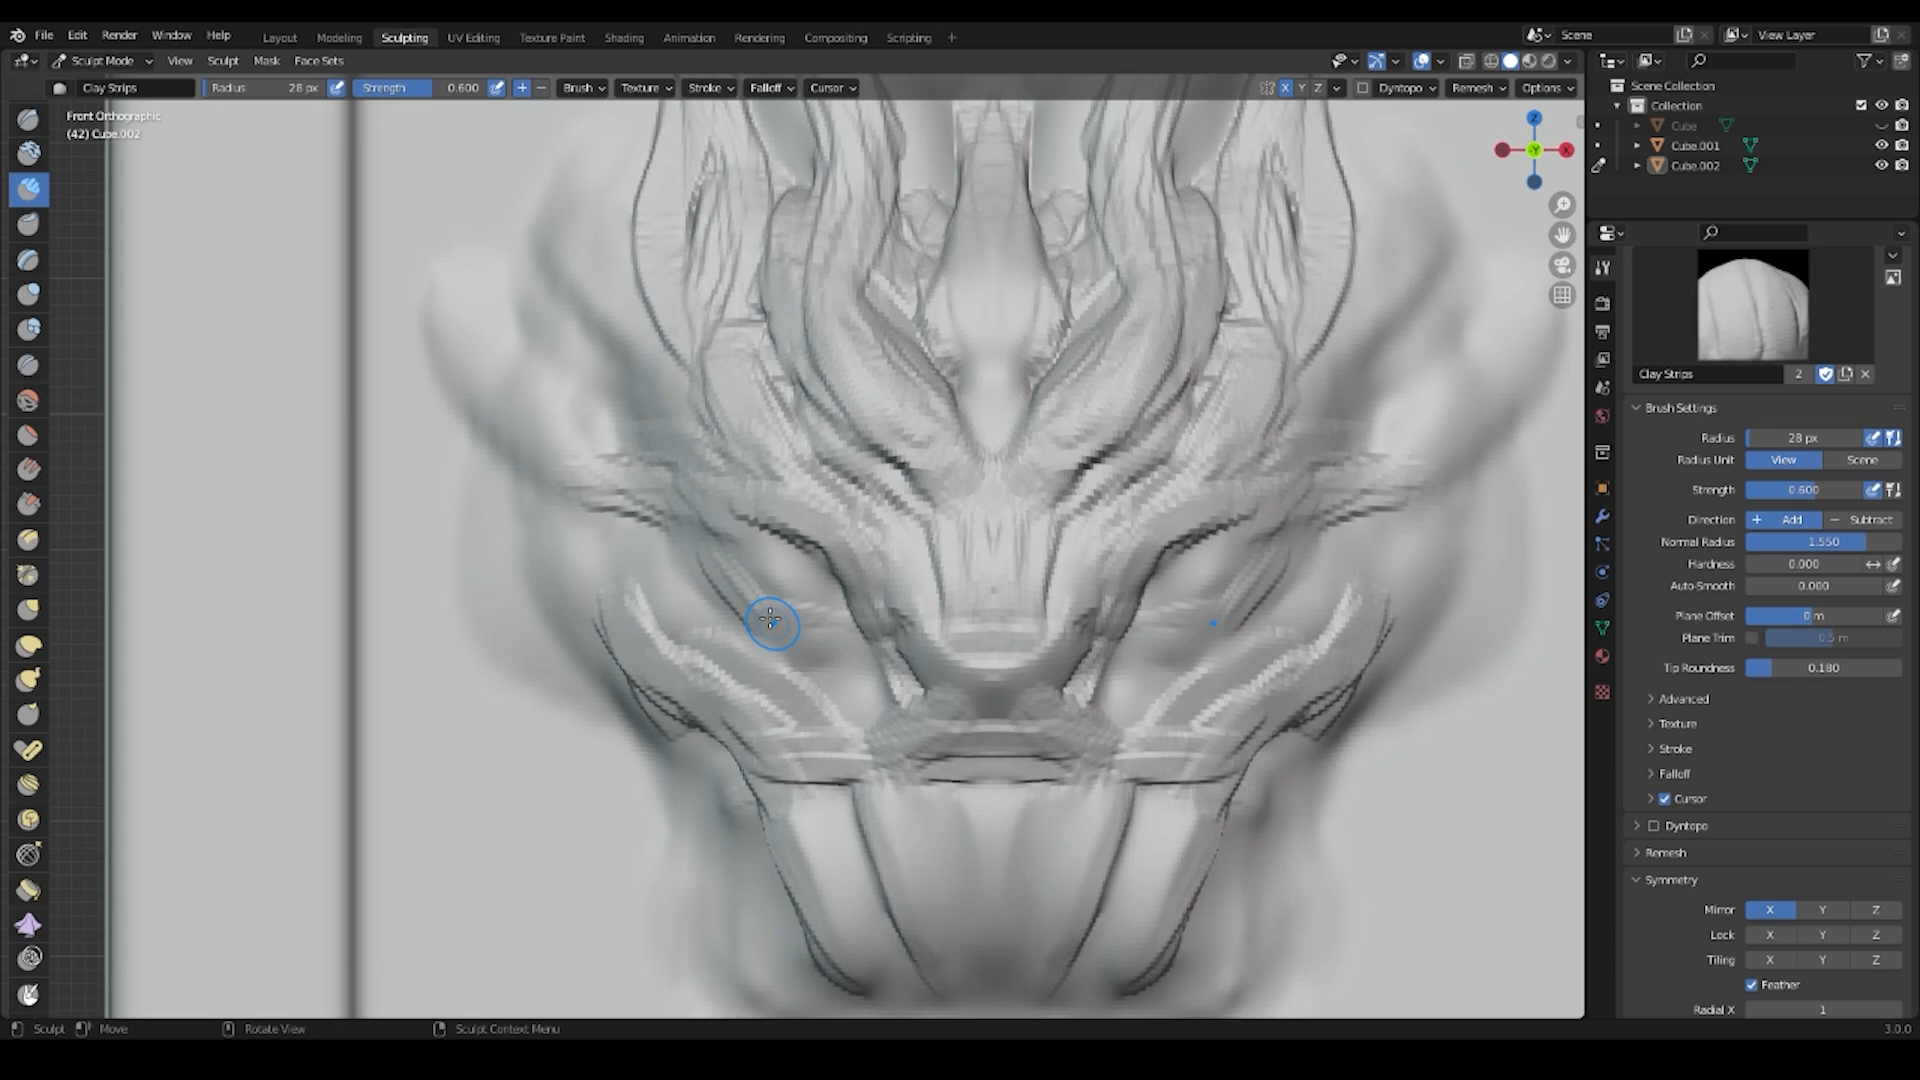 File Edit Render Window Help Layout Modeling Sculpting UV Editing Texture Paint Shading Animation Rendering Compositing Scripting + Scene View Layer
Sculpt Mode View Sculpt Mask Face Sets
Clay Strips Radius 28 px Strength 0.600 Brush Texture Stroke Falloff Cursor X Y Z Dyntopo Remesh Options
Front Orthographic
(42) Cube.002
Z
-Y
X
Scene Collection
Collection
Cube
Cube.001
Cube.002
Clay Strips 2
Brush Settings
Radius 28 px
Radius Unit View Scene
Strength 0.600
Direction + Add − Subtract
Normal Radius 1.550
Hardness 0.000
Auto-Smooth 0.000
Plane Offset 0 m
Plane Trim 0.5 m
Tip Roundness 0.180
Advanced
Texture
Stroke
Falloff
Cursor
Dyntopo
Remesh
Symmetry
Mirror X Y Z
Lock X Y Z
Tiling X Y Z
Feather
Radial X 1
Sculpt Move Rotate View Sculpt Context Menu 3.0.0